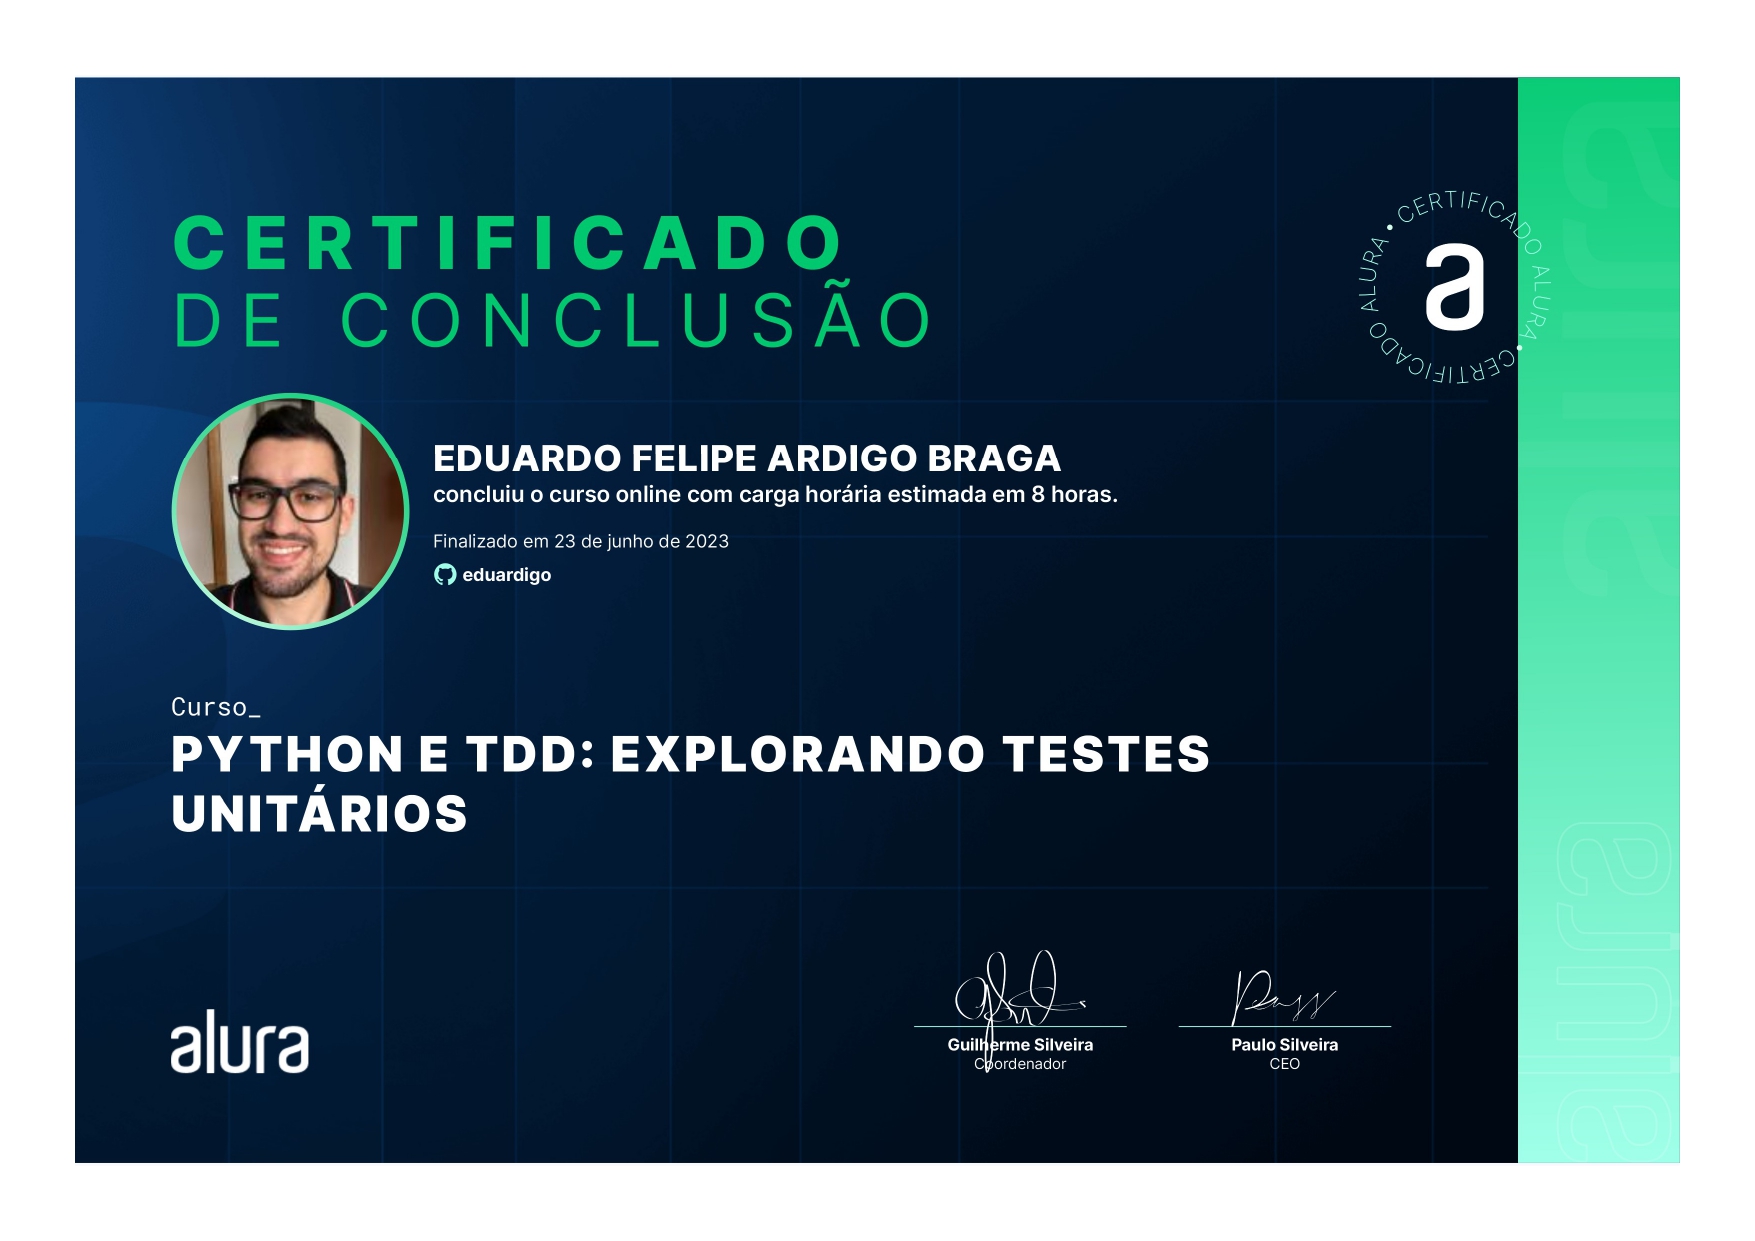 CERTIFICADO
DE CONCLUSÃO
CERTIFICADO ALURA • CERTIFICADO ALURA •
a
EDUARDO FELIPE ARDIGO BRAGA
concluiu o curso online com carga horária estimada em 8 horas.
Finalizado em 23 de junho de 2023
eduardigo
Curso_
PYTHON E TDD: EXPLORANDO TESTES
UNITÁRIOS
alura
Guilherme Silveira
Coordenador
Paulo Silveira
CEO
alura
alura
alura